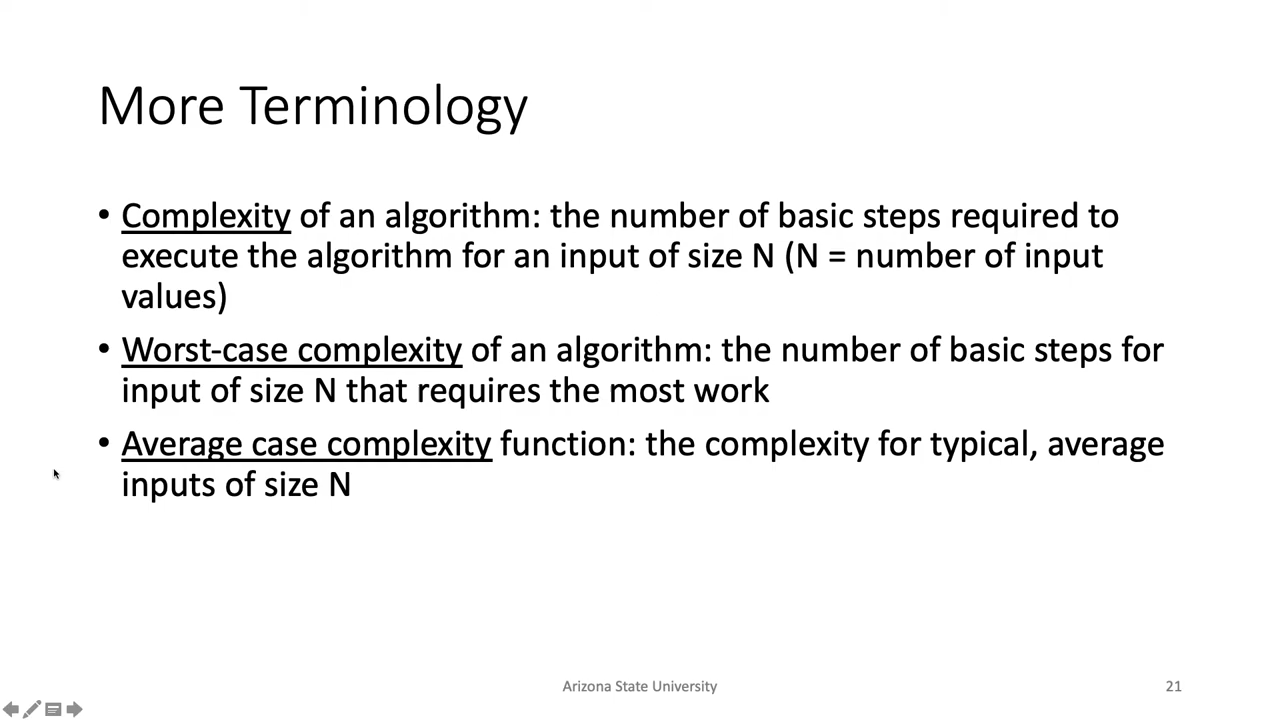 More Terminology
• Complexity of an algorithm: the number of basic steps required to
execute the algorithm for an input of size N (N = number of input
values)
• Worst-case complexity of an algorithm: the number of basic steps for
input of size N that requires the most work
• Average case complexity function: the complexity for typical, average
inputs of size N
Arizona State University
21